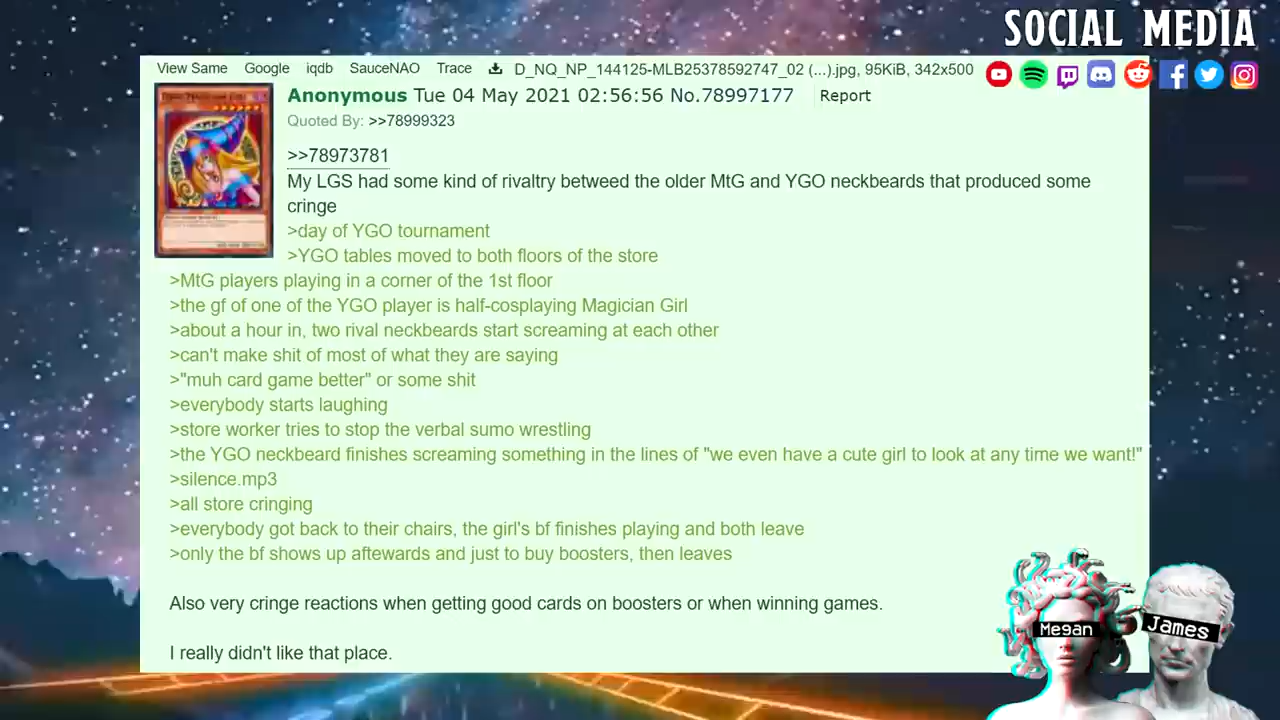 SOCIAL MEDIA
View Same Google iqdb SauceNAO Trace D_NQ_NP_144125-MLB25378592747_02 (...).jpg, 95KiB, 342x500
Anonymous Tue 04 May 2021 02:56:56 No.78997177 Report
Quoted By: >>78999323
>>78973781
My LGS had some kind of rivaltry betweed the older MtG and YGO neckbeards that produced some
cringe
>day of YGO tournament
>YGO tables moved to both floors of the store
>MtG players playing in a corner of the 1st floor
>the gf of one of the YGO player is half-cosplaying Magician Girl
>about a hour in, two rival neckbeards start screaming at each other
>can't make shit of most of what they are saying
>"muh card game better" or some shit
>everybody starts laughing
>store worker tries to stop the verbal sumo wrestling
>the YGO neckbeard finishes screaming something in the lines of "we even have a cute girl to look at any time we want!"
>silence.mp3
>all store cringing
>everybody got back to their chairs, the girl's bf finishes playing and both leave
>only the bf shows up aftewards and just to buy boosters, then leaves
Also very cringe reactions when getting good cards on boosters or when winning games.
I really didn't like that place.
Megan
James